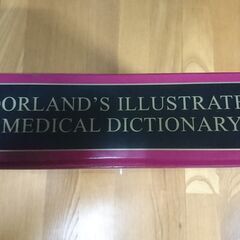 DORLAND'S ILLUSTRATE
MEDICAL DICTIONARY